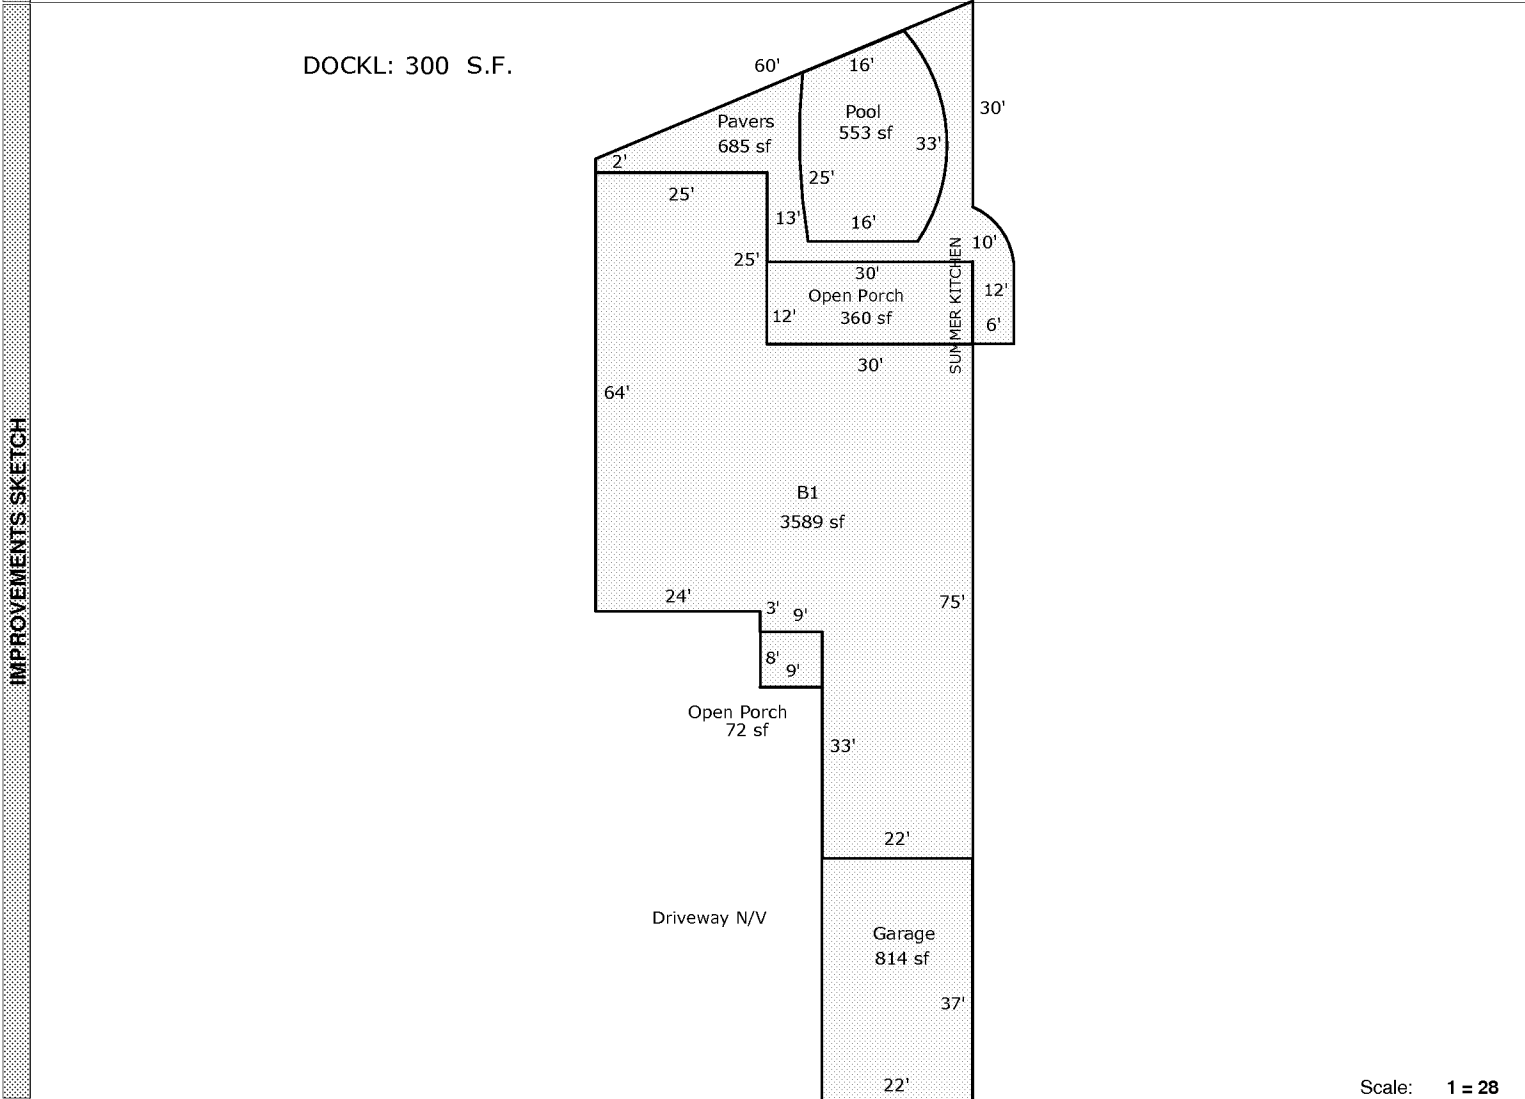 DOCKL: 300 S.F.
60'
16'
30'
Pool
553 sf
Pavers
685 sf
33'
2'
25'
25'
13'
16'
10'
25'
30'
SUMMER KITCHEN
Open Porch
360 sf
12'
12'
6'
30'
64'
IMPROVEMENTS SKETCH
B1
3589 sf
24'
75'
3'
9'
8'
9'
Open Porch
72 sf
33'
22'
Driveway N/V
Garage
814 sf
37'
22'
Scale: 1 = 28